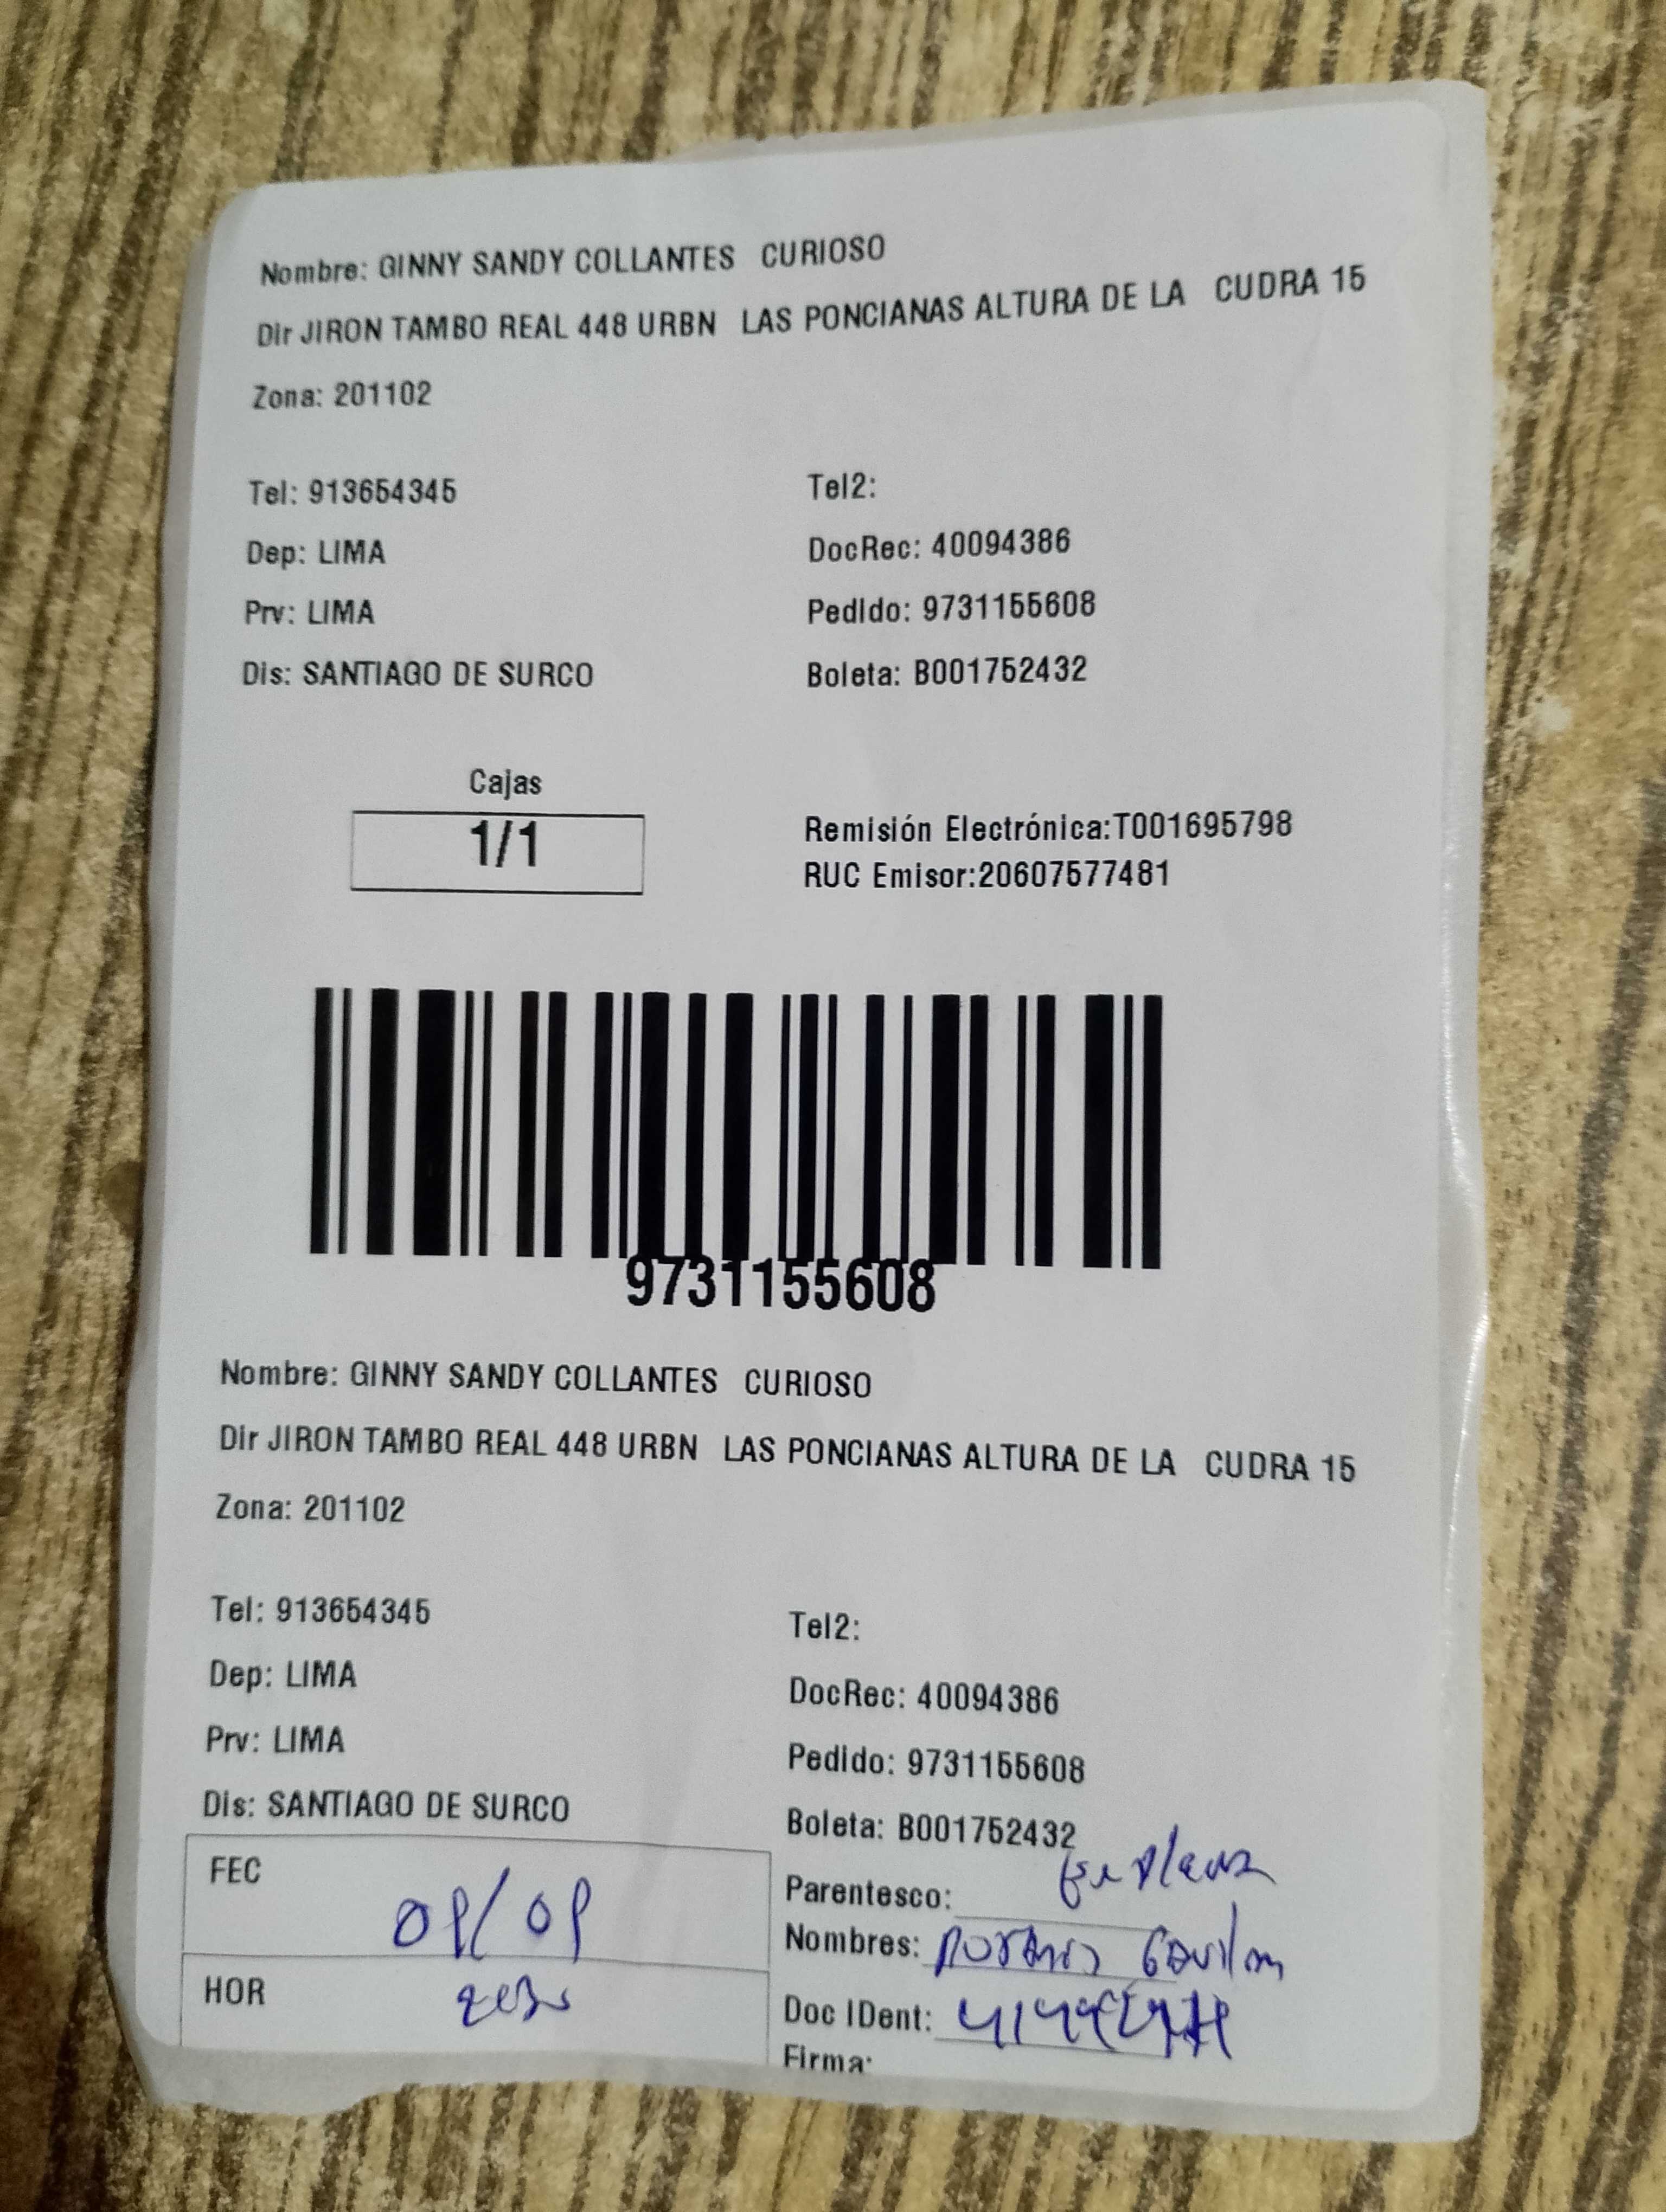 Nombre: GINNY SANDY COLLANTES CURIOSO
Dir JIRON TAMBO REAL 448 URBN LAS PONCIANAS ALTURA DE LA CUDRA 15
Zona: 201102
Tel: 913654345 Tel2:
Dep: LIMA DocRec: 40094386
Prv: LIMA Pedido: 9731155608
Dis: SANTIAGO DE SURCO Boleta: B001752432
Cajas
1/1
Remisión Electrónica:T001695798
RUC Emisor:20607577481
9731155608
Nombre: GINNY SANDY COLLANTES CURIOSO
Dir JIRON TAMBO REAL 448 URBN LAS PONCIANAS ALTURA DE LA CUDRA 15
Zona: 201102
Tel: 913654345 Tel2:
Dep: LIMA DocRec: 40094386
Prv: LIMA Pedido: 9731155608
Dis: SANTIAGO DE SURCO Boleta: B001752432
FEC
Parentesco:
Nombres:
HOR
Doc IDent:
Firma: